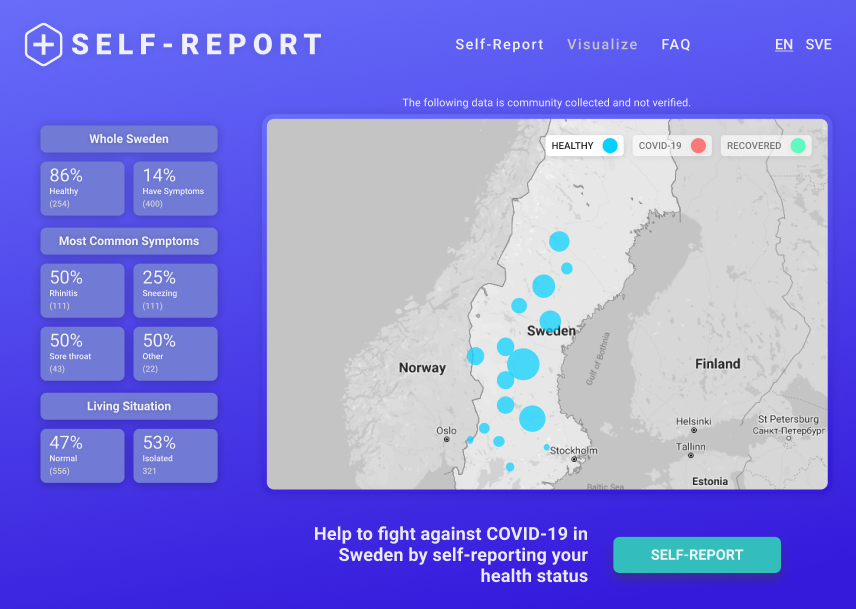 SELF-REPORT
Self-Report Visualize FAQ
EN SVE
The following data is community collected and not verified.
Whole Sweden
86% 14%
Healthy Have Symptoms
(254) (400)
Most Common Symptoms
50% 25%
Rhinitis Sneezing
(111) (111)
50% 50%
Sore throat Other
(43) (22)
Living Situation
47% 53%
Normal Isolated
(556) 321
HEALTHY COVID-19 RECOVERED
Sweden
Gulf of Bothnia
Norway
Finland
Oslo
Helsinki
St Petersburg
Санкт-Петербург
Tallinn
Stockholm
Estonia
Baltic Sea
Help to fight against COVID-19 in
Sweden by self-reporting your
health status
SELF-REPORT